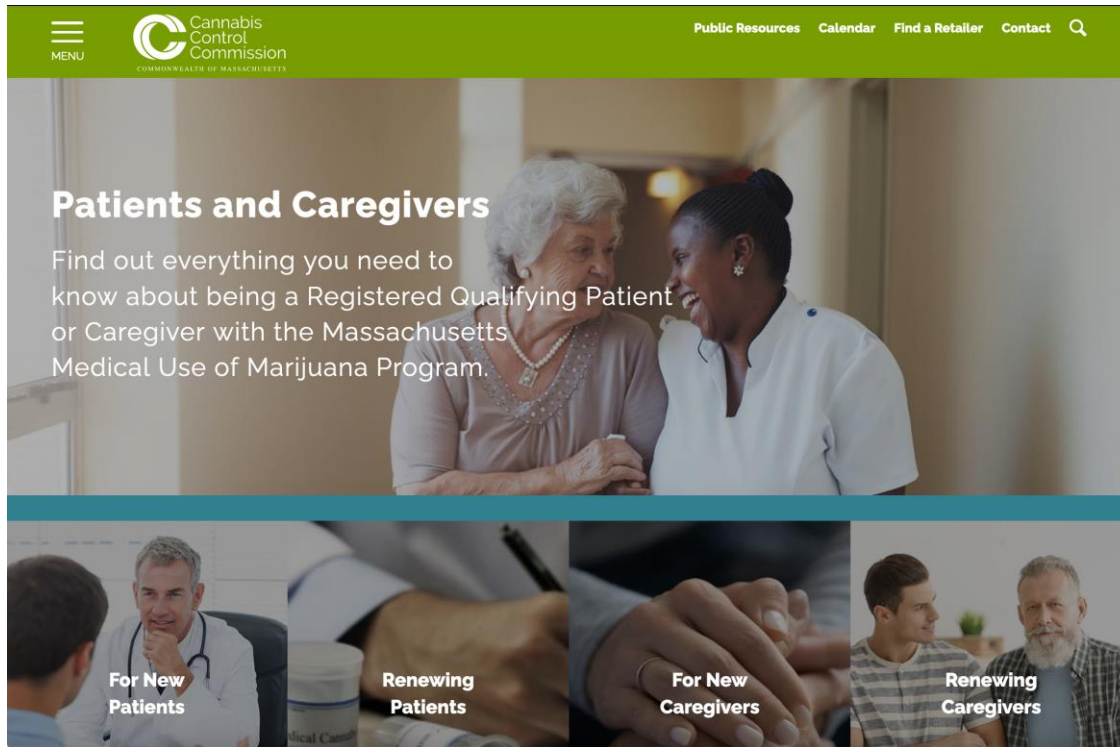 MENU
Cannabis
Control
Commission
COMMONWEALTH OF MASSACHUSETTS
Public Resources Calendar Find a Retailer Contact
Patients and Caregivers
Find out everything you need to
know about being a Registered Qualifying Patient
or Caregiver with the Massachusetts
Medical Use of Marijuana Program.
For New
Patients
Renewing
Patients
For New
Caregivers
Renewing
Caregivers